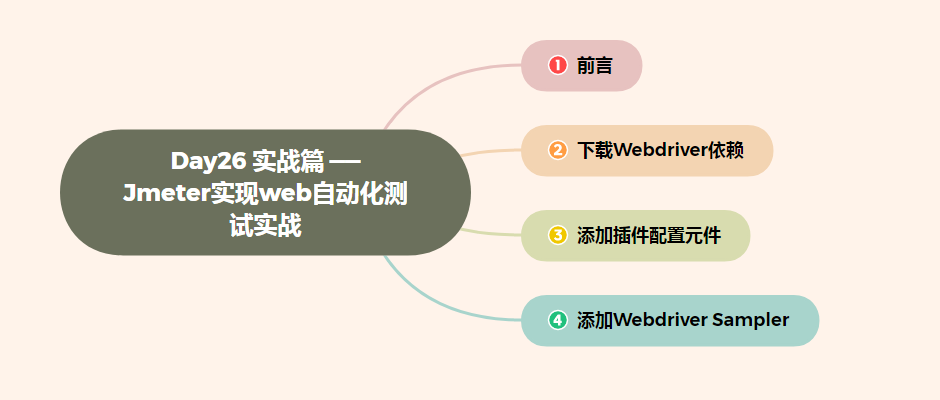 Day26 实战篇 ——
Jmeter实现web自动化测
试实战
1 前言
2 下载Webdriver依赖
3 添加插件配置元件
4 添加Webdriver Sampler